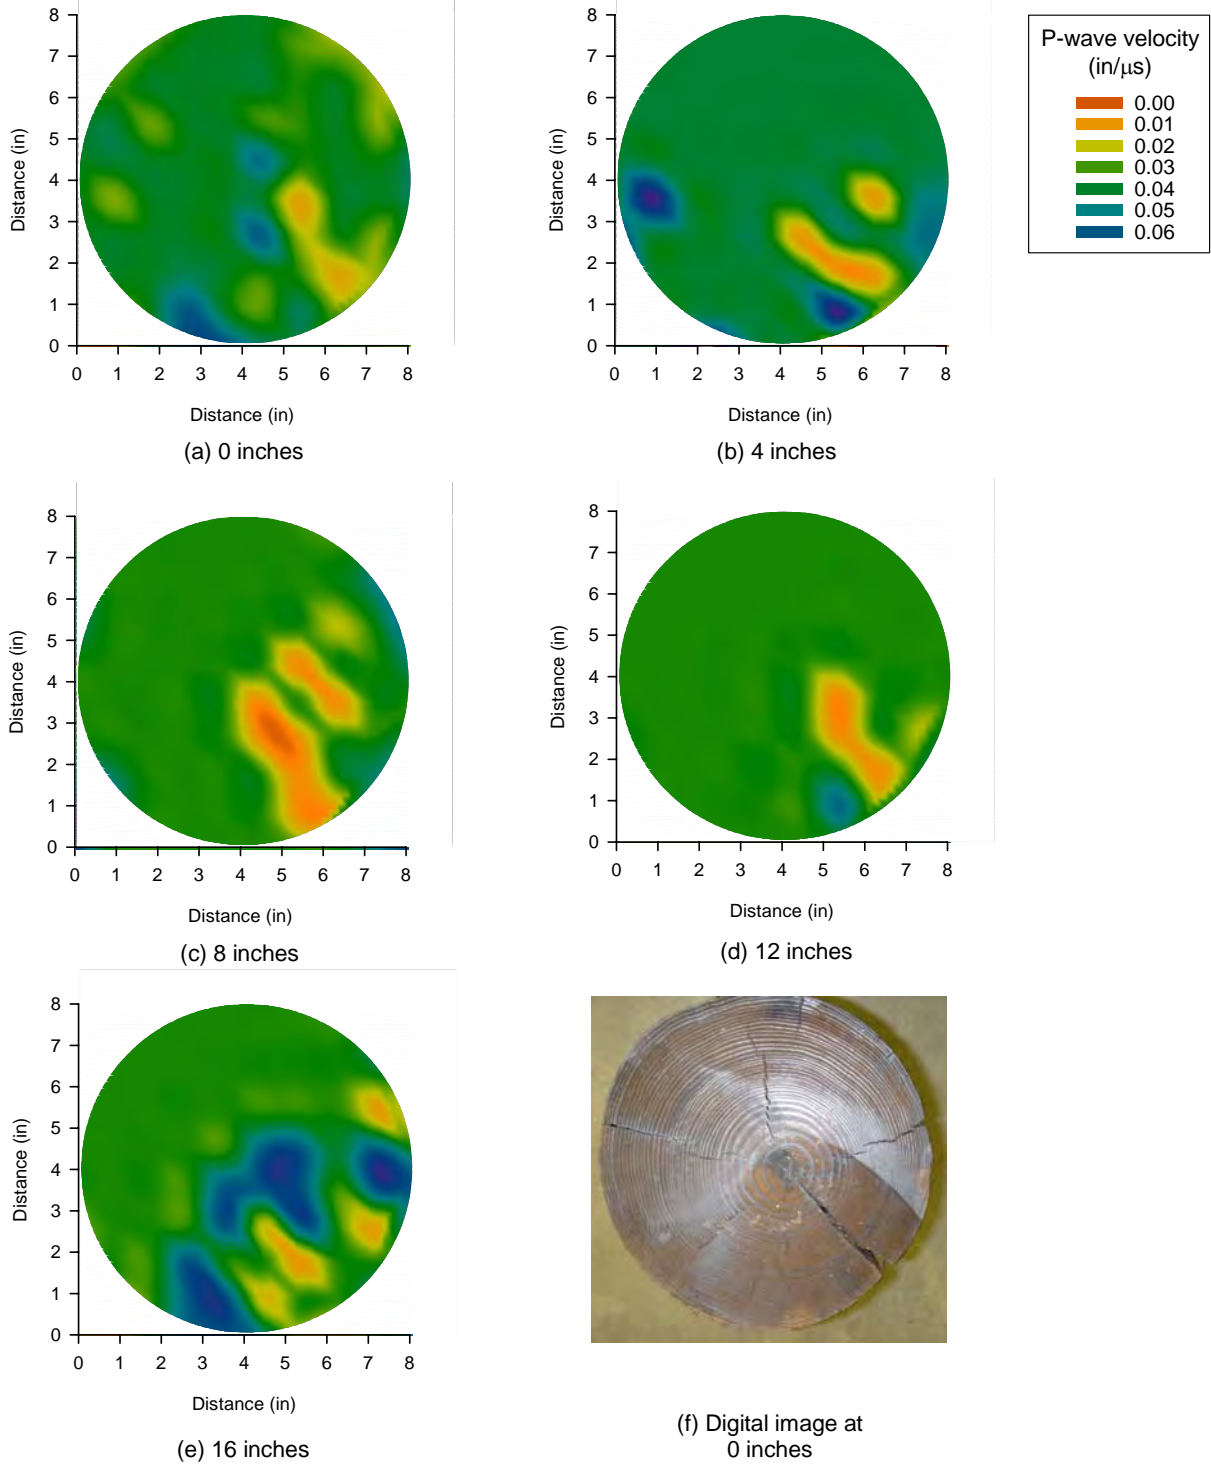 8
7
6
5
4
3
2
1
0
Distance (in)
0 1 2 3 4 5 6 7 8
Distance (in)
(a) 0 inches
8
7
6
5
4
3
2
1
0
Distance (in)
0 1 2 3 4 5 6 7 8
Distance (in)
(b) 4 inches
P-wave velocity
(in/μs)
0.00
0.01
0.02
0.03
0.04
0.05
0.06
8
7
6
5
4
3
2
1
0
Distance (in)
0 1 2 3 4 5 6 7 8
Distance (in)
(c) 8 inches
8
7
6
5
4
3
2
1
0
Distance (in)
0 1 2 3 4 5 6 7 8
Distance (in)
(d) 12 inches
8
7
6
5
4
3
2
1
0
Distance (in)
0 1 2 3 4 5 6 7 8
Distance (in)
(e) 16 inches
(f) Digital image at
0 inches